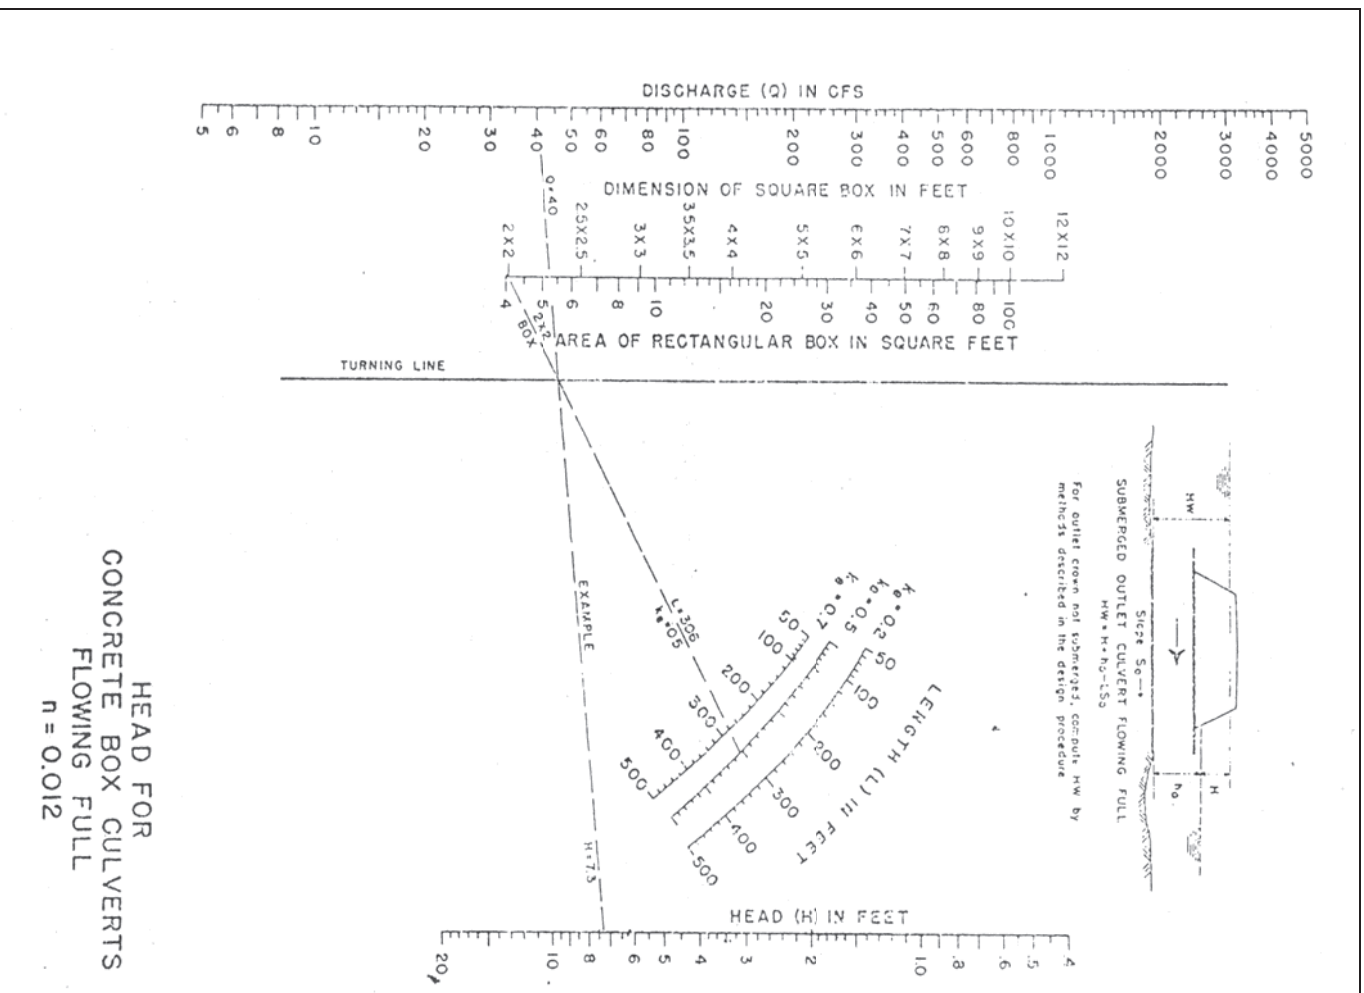 DISCHARGE (Q) IN CFS
5 6 8 10 20 30 40 50 60 80 100 200 300 400 500 600 800 1000 2000 3000 4000 5000
Q=40
DIMENSION OF SQUARE BOX IN FEET
2X2 2.5X2.5 3X3 3.5X3.5 4X4 5X5 6X6 7X7 8X8 9X9 10X10 12X12
4 5 6 8 10 20 30 40 50 60 80 100
2X2
BOX
AREA OF RECTANGULAR BOX IN SQUARE FEET
TURNING LINE
HW
Slope So→
SUBMERGED OUTLET CULVERT FLOWING FULL
HW = H + ho – LSo
For outlet crown not submerged, compute HW by
methods described in the design procedure
H
ho
ke = 0.2
ke = 0.5
ke = 0.7
50 100 200 300 400 500
50 100 200 300 400 500
LENGTH (L) IN FEET
L=306
ke=0.5
EXAMPLE
H=7.3
HEAD (H) IN FEET
20 10 8 6 5 4 3 2 1.0 .8 .6 .5 .4
HEAD FOR
CONCRETE BOX CULVERTS
FLOWING FULL
n = 0.012